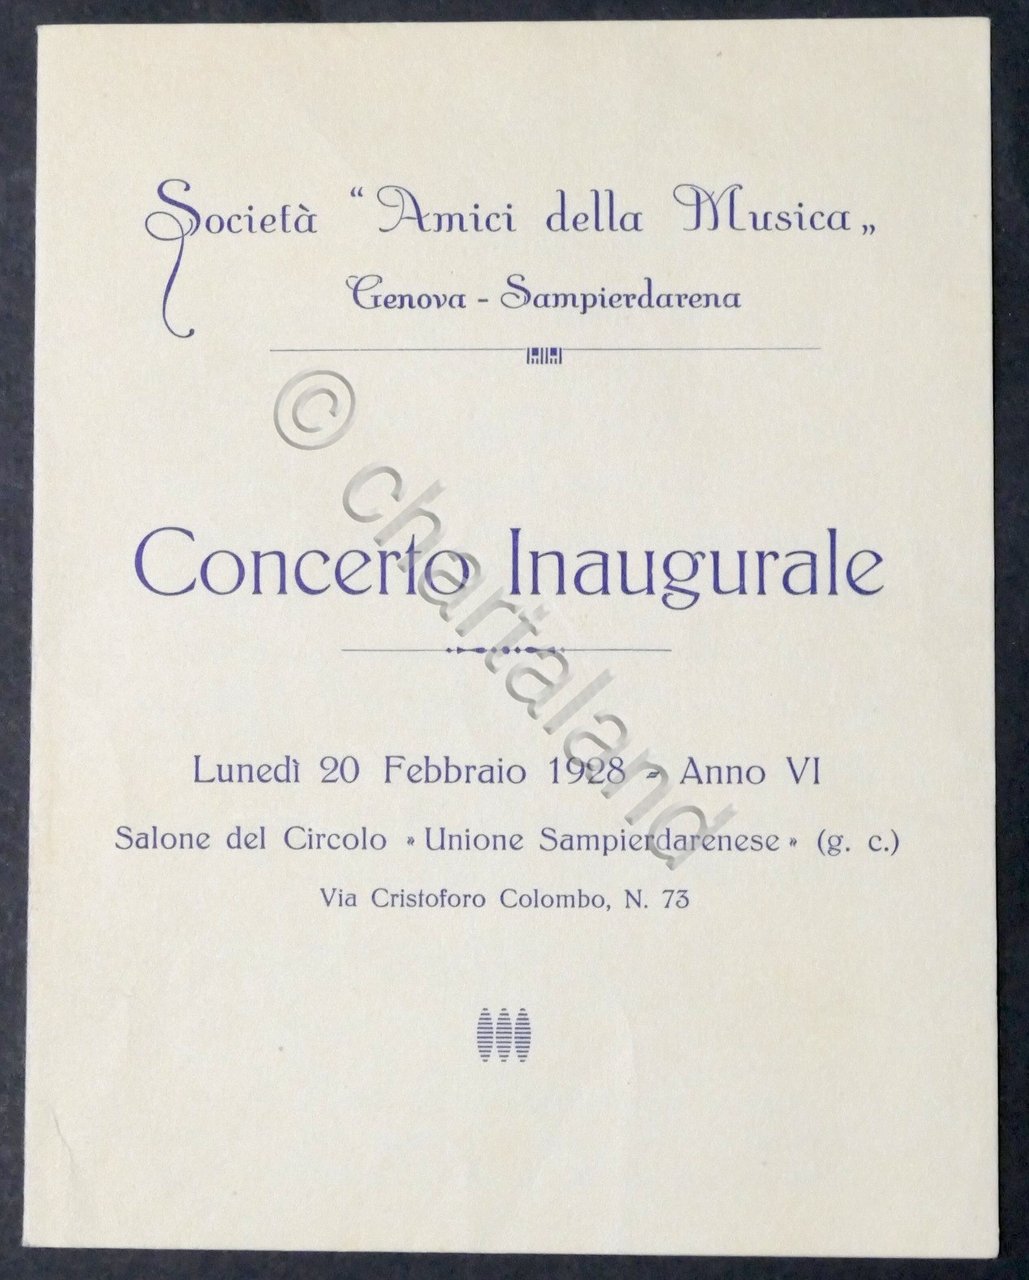 Società “ Amici della Musica „
Genova - Sampierdarena
Concerto Inaugurale
Lunedì 20 Febbraio 1928 - Anno VI
Salone del Circolo « Unione Sampierdarenese » (g. c.)
Via Cristoforo Colombo, N. 73
© chartaland